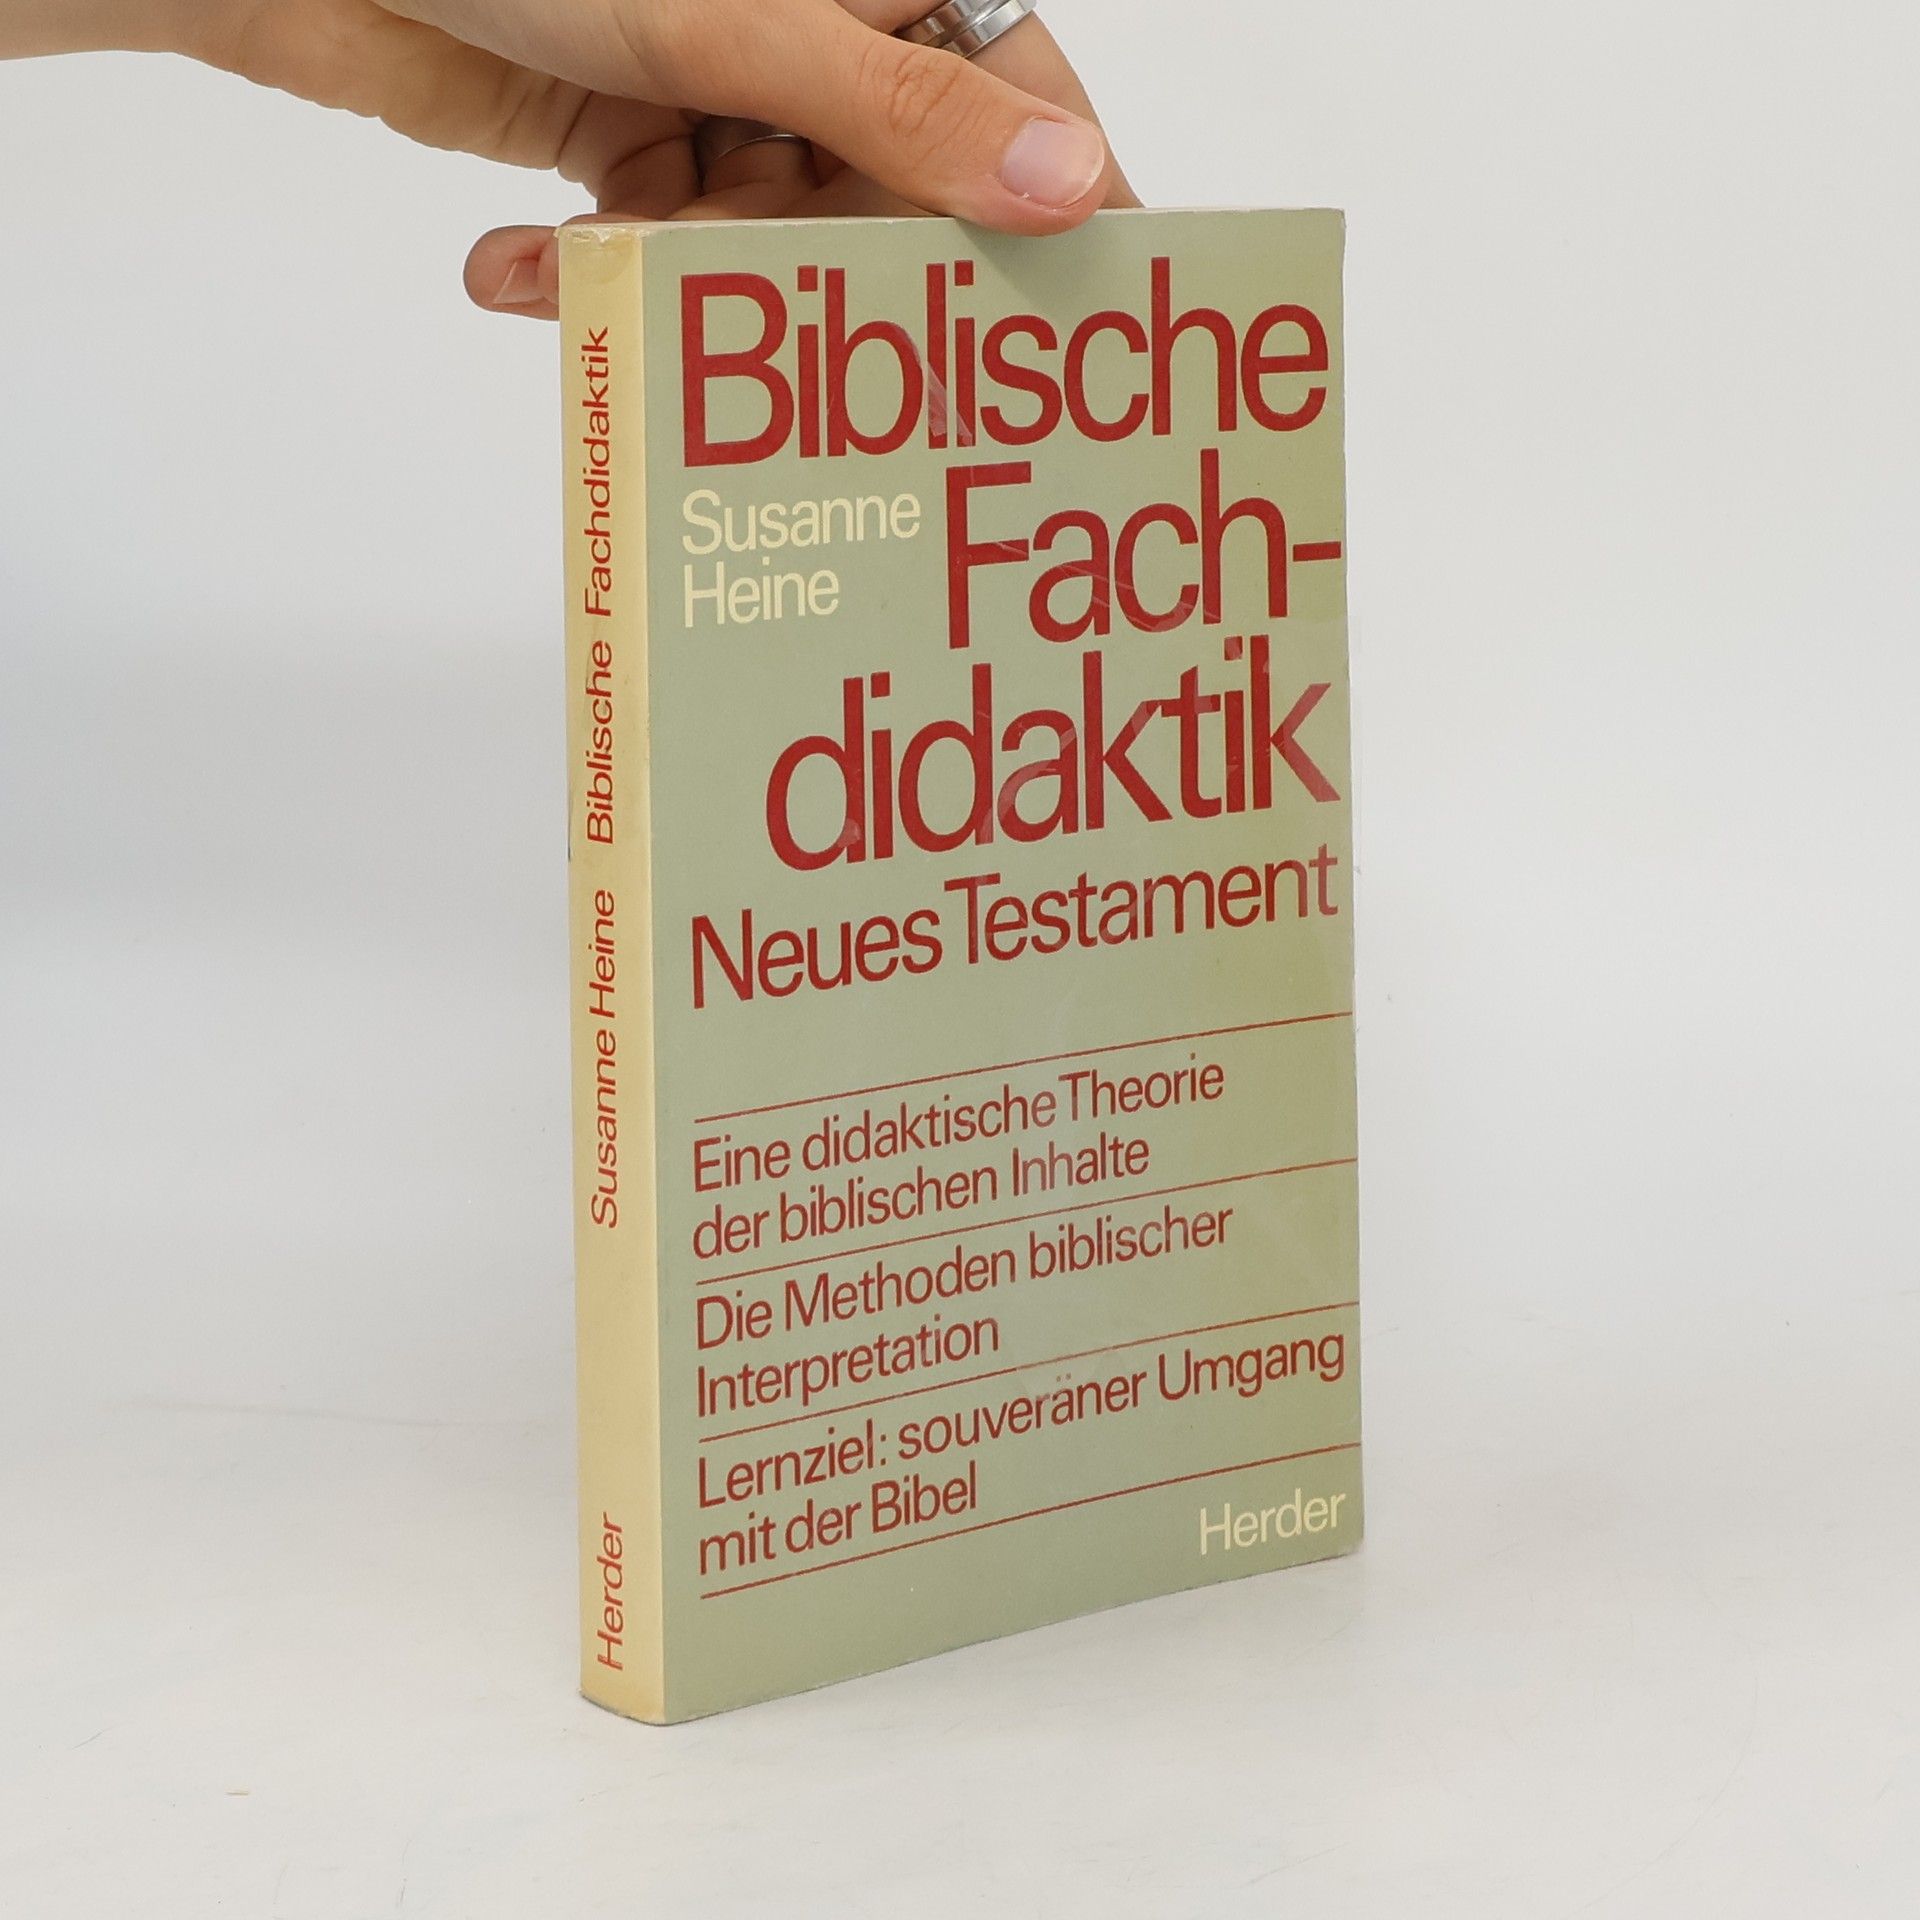 Biblische
Susanne
Heine
Fach-
didaktik
Neues Testament
Eine didaktische Theorie
der biblischen Inhalte
Die Methoden biblischer
Interpretation
Lernziel: souveräner Umgang
mit der Bibel
Herder
Susanne Heine Biblische Fachdidaktik
Herder